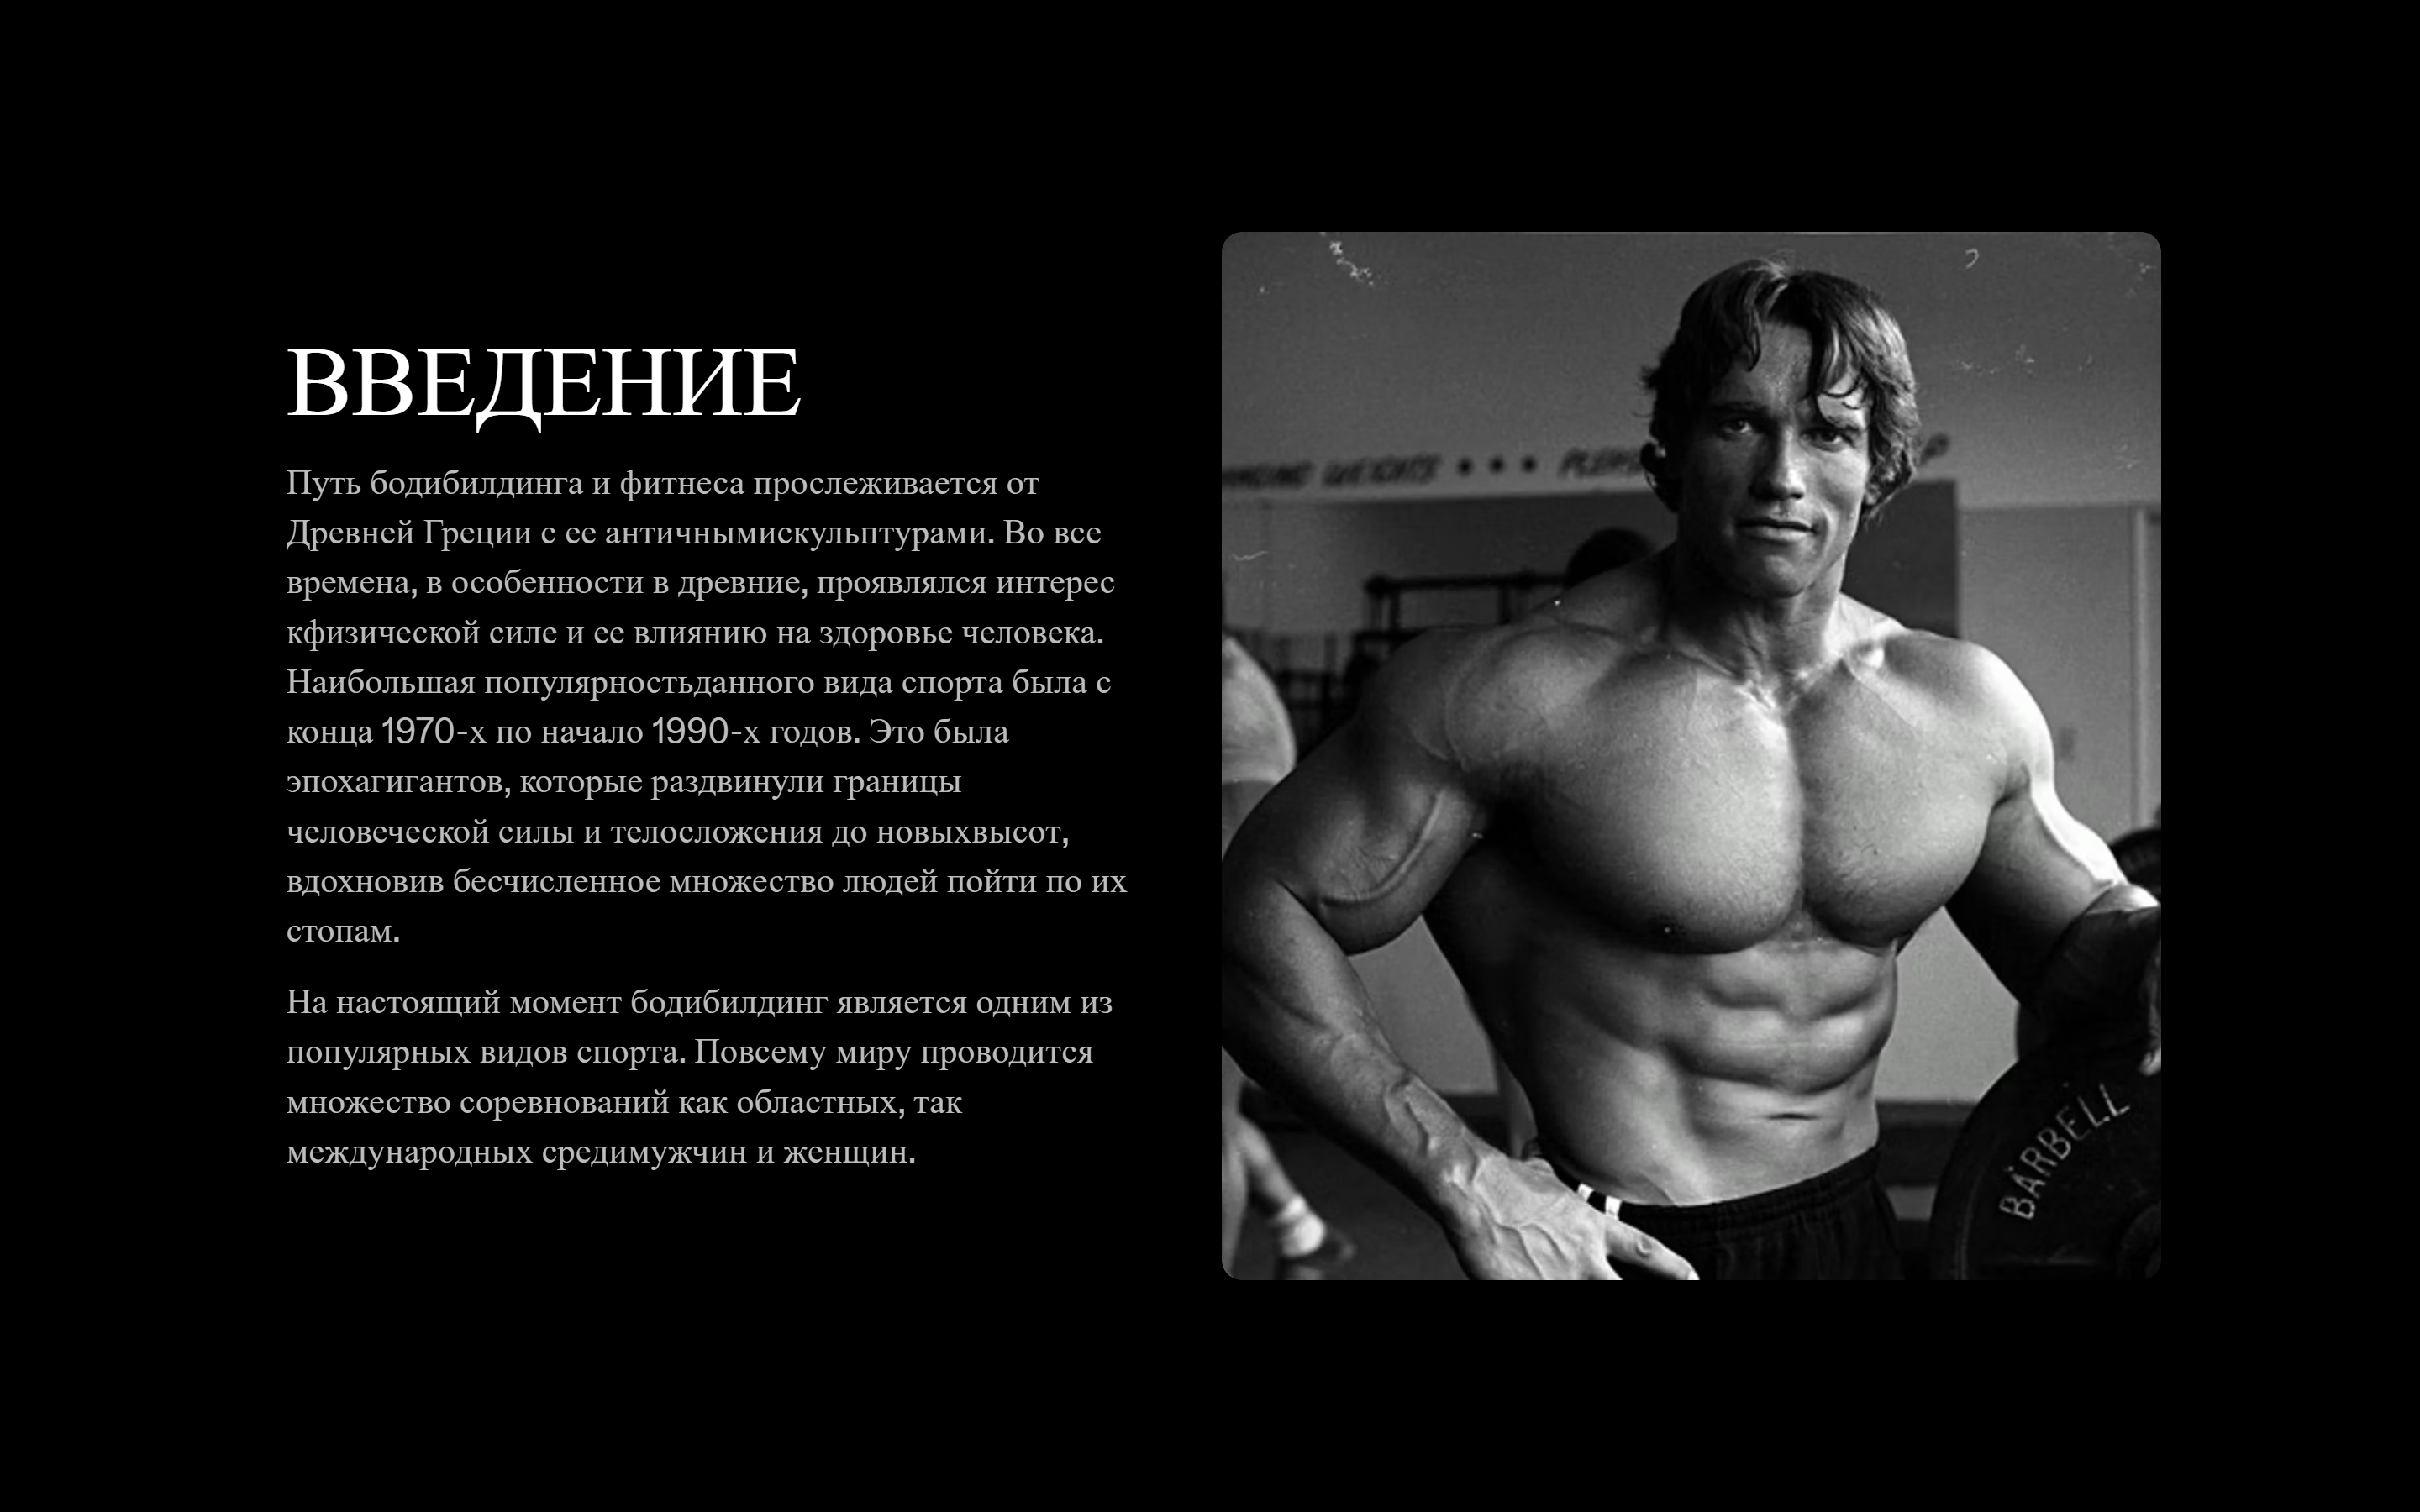 ВВЕДЕНИЕ
Путь бодибилдинга и фитнеса прослеживается от
Древней Греции с ее античнымискульптурами. Во все
времена, в особенности в древние, проявлялся интерес
кфизической силе и ее влиянию на здоровье человека.
Наибольшая популярностьданного вида спорта была с
конца 1970-х по начало 1990-х годов. Это была
эпохагигантов, которые раздвинули границы
человеческой силы и телосложения до новыхвысот,
вдохновив бесчисленное множество людей пойти по их
стопам.
На настоящий момент бодибилдинг является одним из
популярных видов спорта. Повсему миру проводится
множество соревнований как областных, так
международных средимужчин и женщин.
WEIGHTS •••
BARBELL